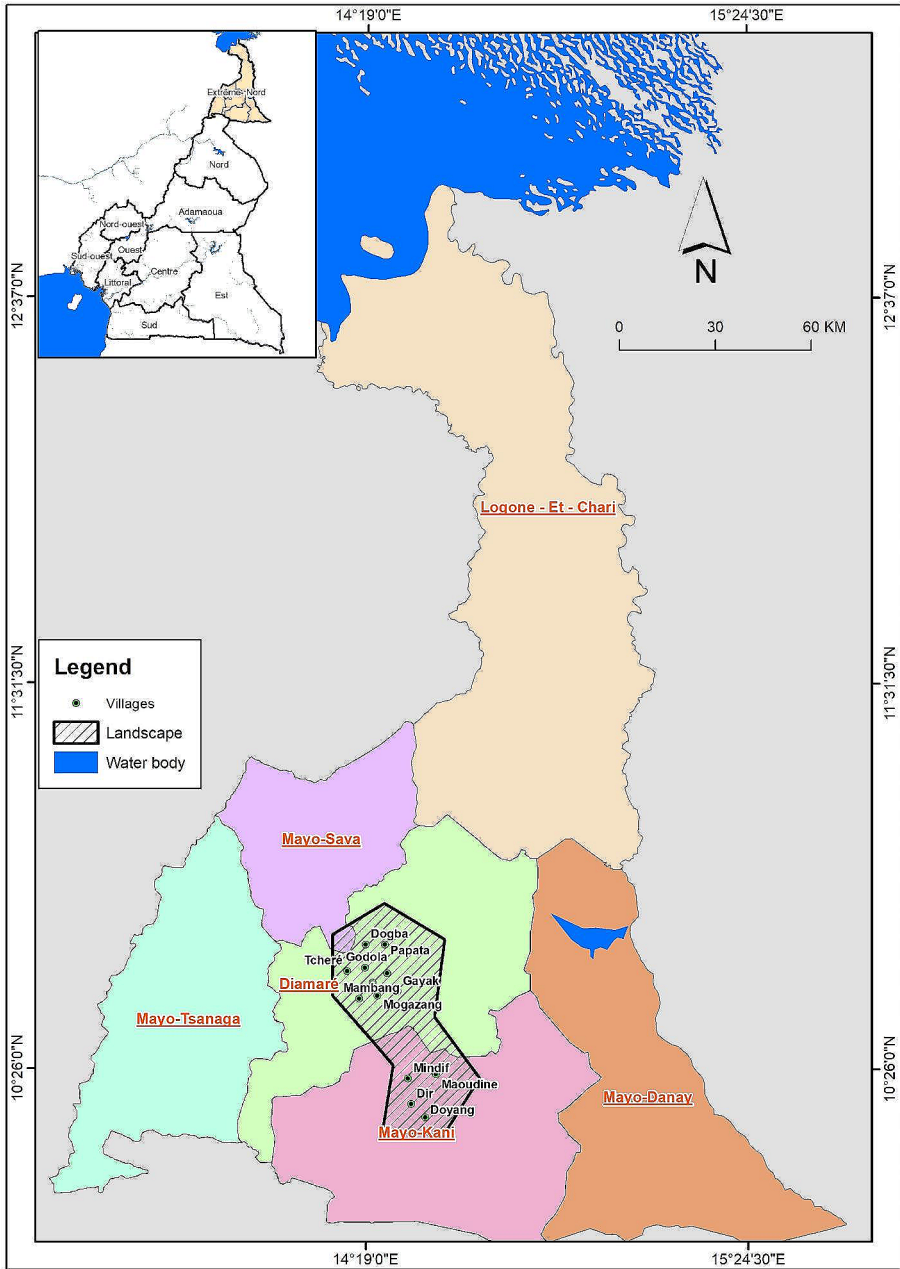 14°19'0"E
15°24'30"E
Extrême-Nord
Nord
Adamaoua
Nord-ouest
Ouest
Sud-ouest
Centre
Littoral
Est
Sud
N
12°37'0"N
12°37'0"N
0 30 60 KM
Logone - Et - Chari
Legend
Villages
Landscape
Water body
11°31'30"N
11°31'30"N
Mayo-Sava
Dogba
Papata
Tcheré
Godola
Diamaré
Gayak
Mambang
Mogazang
Mayo-Tsanaga
10°26'0"N
10°26'0"N
Mindif
Maoudine
Dir
Doyang
Mayo-Kani
Mayo-Danay
14°19'0"E
15°24'30"E